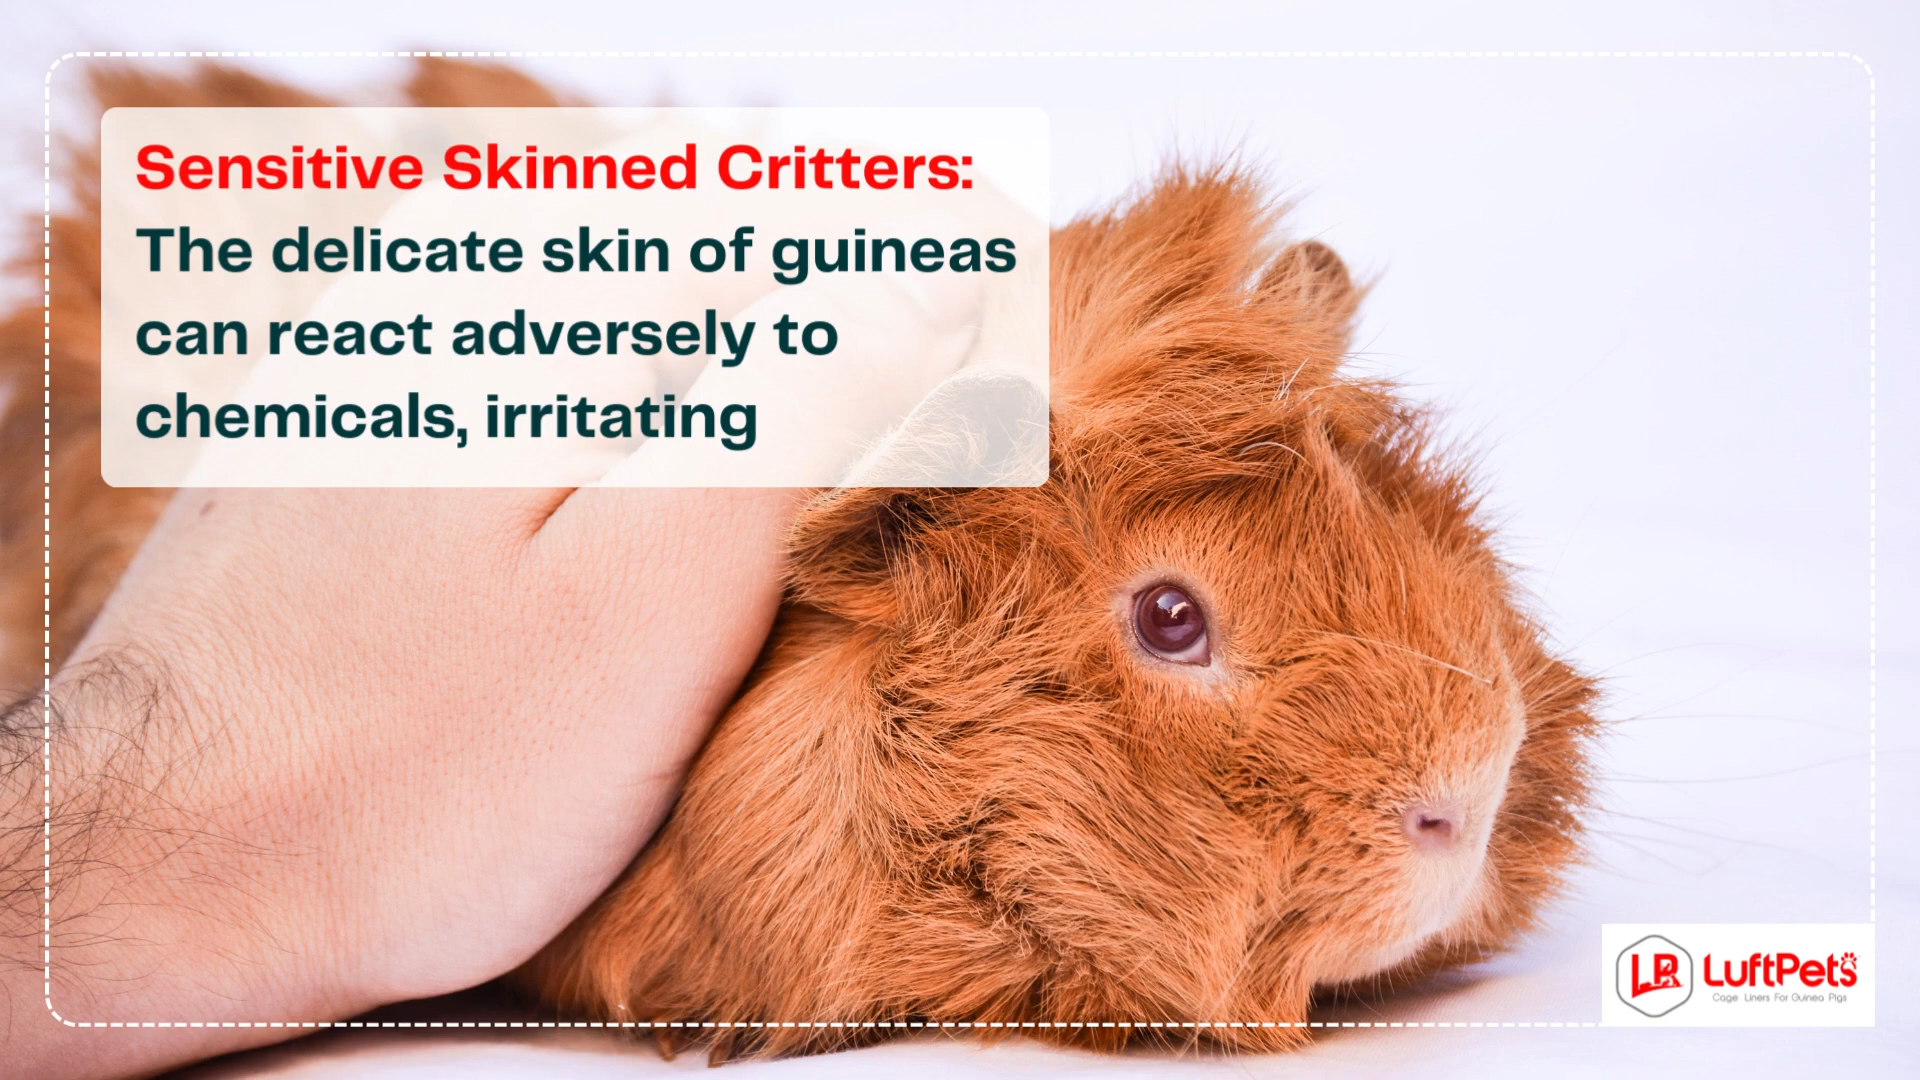 Sensitive Skinned Critters:
The delicate skin of guineas
can react adversely to
chemicals, irritating
LR LuftPets
Cage Liners For Guinea Pigs